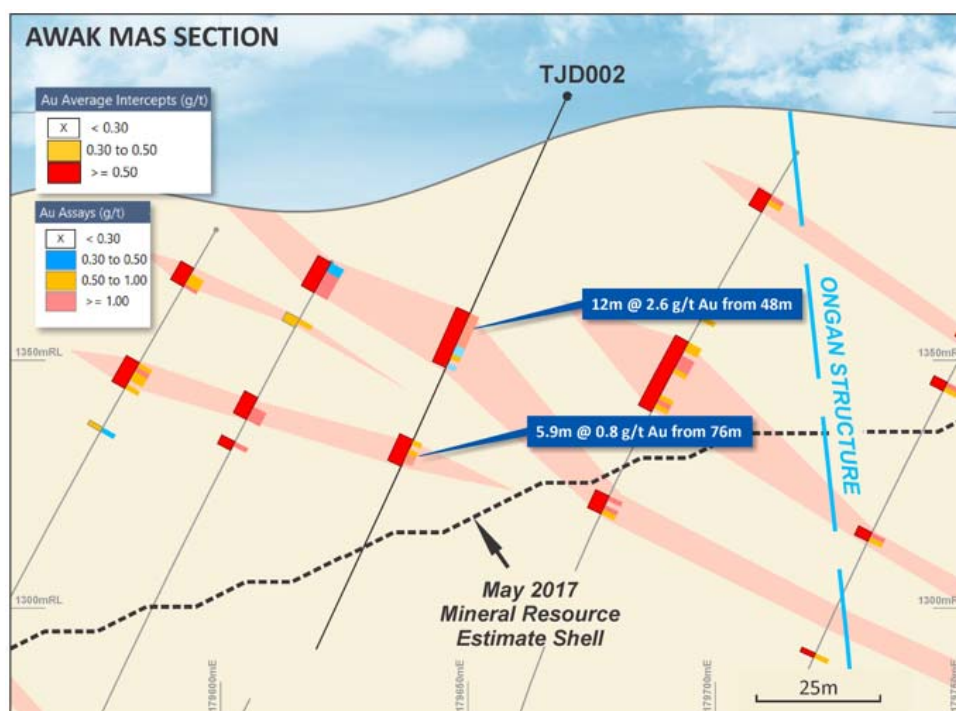 AWAK MAS SECTION
TJD002
Au Average Intercepts (g/t)
X < 0.30
0.30 to 0.50
>= 0.50
Au Assays (g/t)
X < 0.30
0.30 to 0.50
0.50 to 1.00
>= 1.00
12m @ 2.6 g/t Au from 48m
1350mRL
1350mRL
5.9m @ 0.8 g/t Au from 76m
ONGAN STRUCTURE
May 2017
Mineral Resource
Estimate Shell
1300mRL
1300mRL
179600mE
179650mE
179700mE
25m